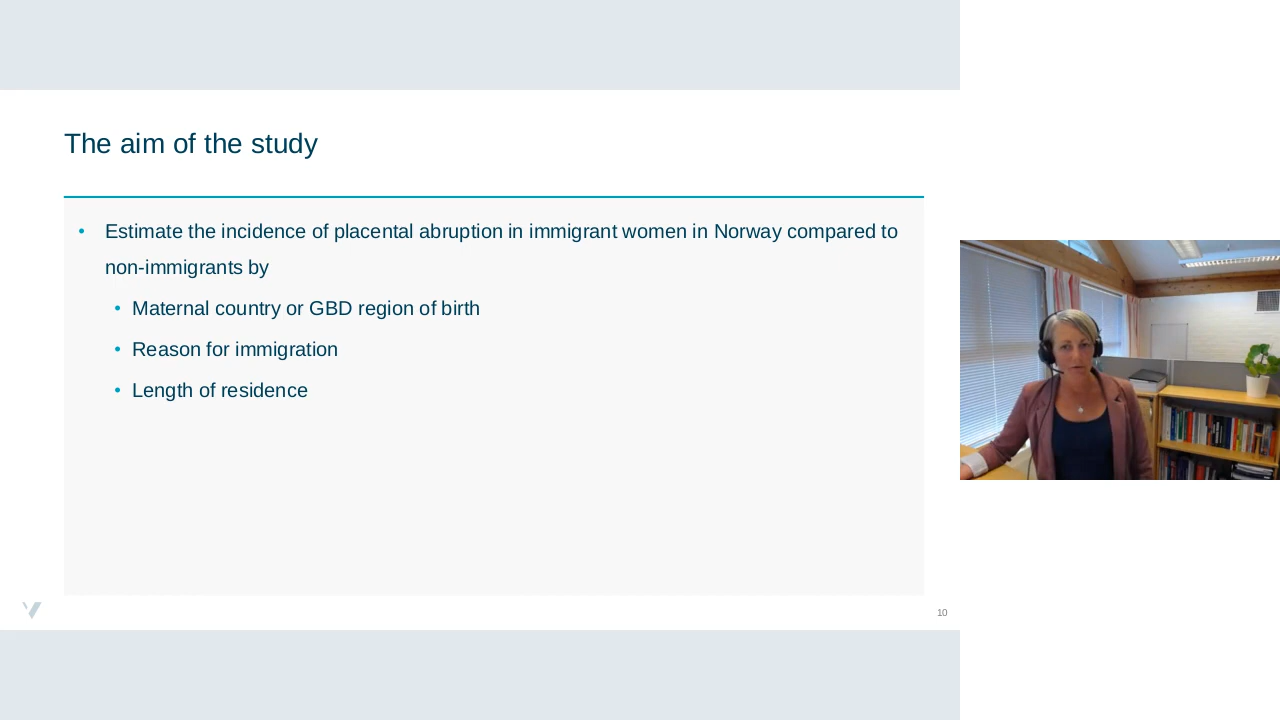 The aim of the study
• Estimate the incidence of placental abruption in immigrant women in Norway compared to
non-immigrants by
• Maternal country or GBD region of birth
• Reason for immigration
• Length of residence
10